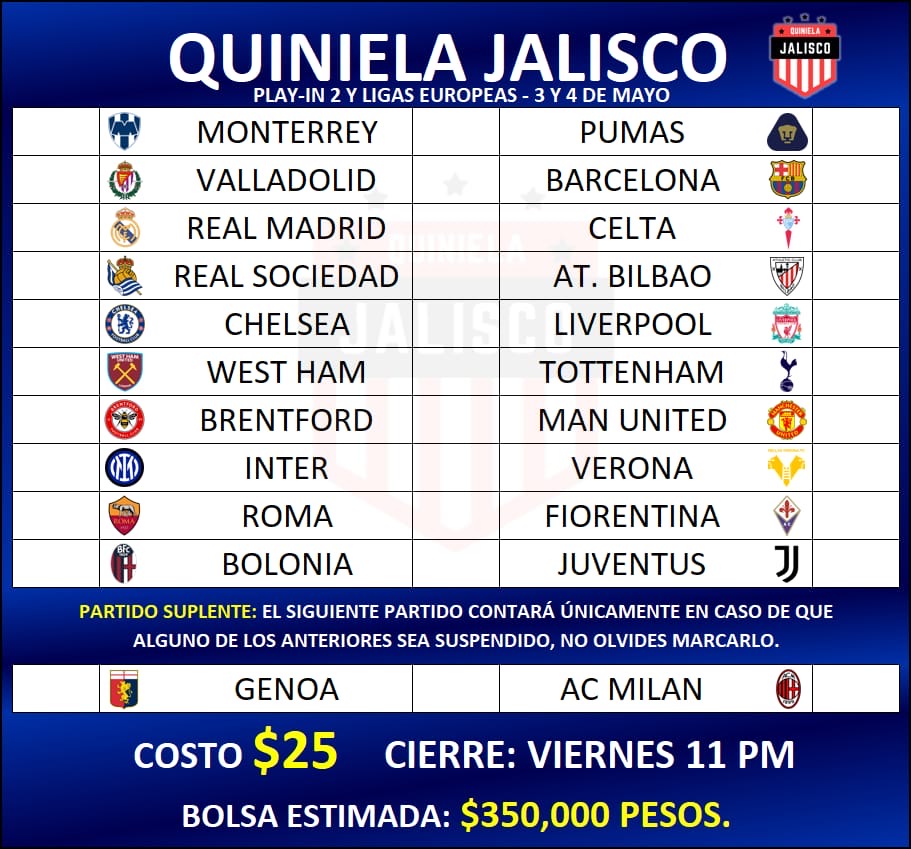 QUINIELA JALISCO
QUINIELA
JALISCO
PLAY-IN 2 Y LIGAS EUROPEAS - 3 Y 4 DE MAYO
MONTERREY PUMAS
VALLADOLID BARCELONA
REAL MADRID CELTA
REAL SOCIEDAD AT. BILBAO
CHELSEA LIVERPOOL
WEST HAM TOTTENHAM
BRENTFORD MAN UNITED
INTER VERONA
ROMA FIORENTINA
BOLONIA JUVENTUS
QUINIELA
JALISCO
PARTIDO SUPLENTE: EL SIGUIENTE PARTIDO CONTARÁ ÚNICAMENTE EN CASO DE QUE
ALGUNO DE LOS ANTERIORES SEA SUSPENDIDO, NO OLVIDES MARCARLO.
GENOA AC MILAN
COSTO $25 CIERRE: VIERNES 11 PM
BOLSA ESTIMADA: $350,000 PESOS.